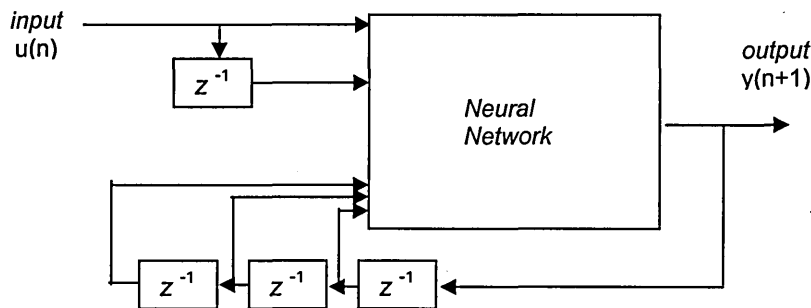 input
u(n)
z⁻¹
Neural
Network
output
y(n+1)
z⁻¹
z⁻¹
z⁻¹